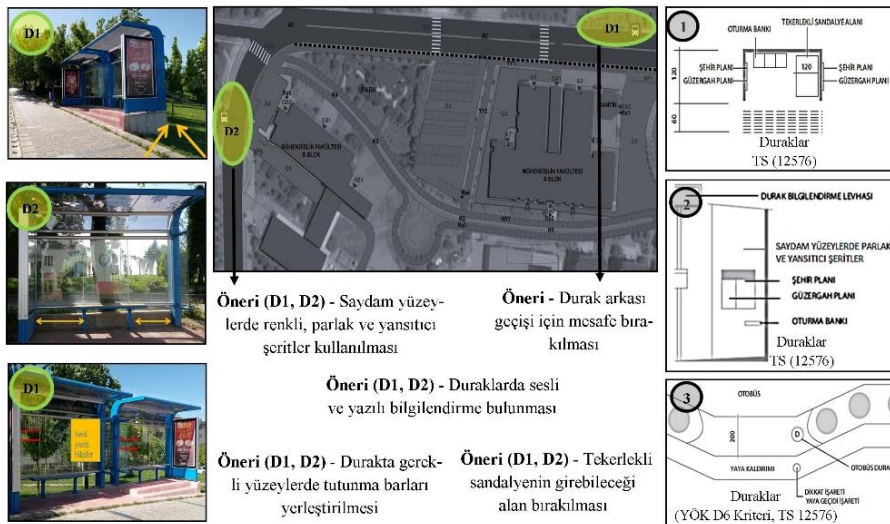 D1
D2
D1
Sesli
yazılı
bilgiler
D1
D2
AY
AY
PARK
MÜHENDİSLİK FAKÜLTESİ
B BLOK
MÜHENDİSLİK FAKÜLTESİ
A BLOK
KANTİN
Öneri (D1, D2) - Saydam yüzey-
lerde renkli, parlak ve yansıtıcı
şeritler kullanılması
Öneri - Durak arkası
geçişi için mesafe bıra-
kılması
Öneri (D1, D2) - Duraklarda sesli
ve yazılı bilgilendirme bulunması
Öneri (D1, D2) - Durakta gerek-
li yüzeylerde tutunma barları
yerleştirilmesi
Öneri (D1, D2) - Tekerlekli
sandalyenin girebileceği
alan bırakılması
1
OTURMA BANKI
TEKERLEKLİ SANDALYE ALANI
120
120
60
ŞEHİR PLANI
GÜZERGAH PLANI
ŞEHİR PLANI
GÜZERGAH PLANI
Duraklar
TS (12576)
2
DURAK BİLGİLENDİRME LEVHASI
SAYDAM YÜZEYLERDE PARLAK
VE YANSITICI ŞERİTLER
ŞEHİR PLANI
GÜZERGAH PLANI
OTURMA BANKI
Duraklar
TS (12576)
3
OTOBÜS
200
D
OTOBÜS DURA
YAYA KALDIRIMI
DİKKAT İŞARETİ
YAYA GEÇİDİ İŞARETİ
Duraklar
(YÖK D6 Kriteri, TS 12576)